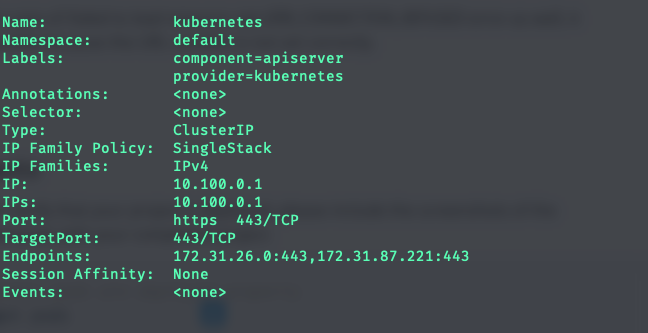 Name: kubernetes
Namespace: default
Labels: component=apiserver
provider=kubernetes
Annotations: <none>
Selector: <none>
Type: ClusterIP
IP Family Policy: SingleStack
IP Families: IPv4
IP: 10.100.0.1
IPs: 10.100.0.1
Port: https 443/TCP
TargetPort: 443/TCP
Endpoints: 172.31.26.0:443,172.31.87.221:443
Session Affinity: None
Events: <none>